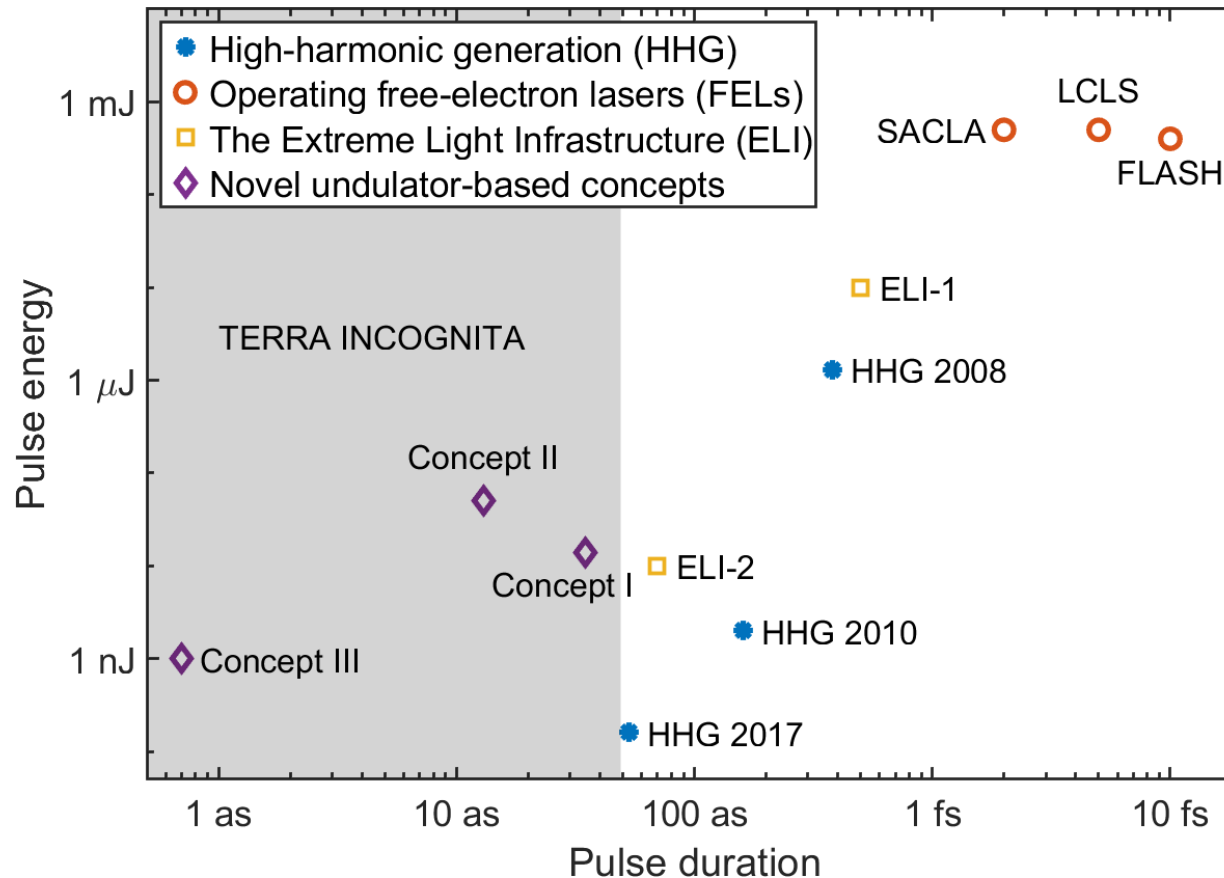 High-harmonic generation (HHG)
Operating free-electron lasers (FELs)
The Extreme Light Infrastructure (ELI)
Novel undulator-based concepts
1 mJ
LCLS
SACLA
FLASH
ELI-1
TERRA INCOGNITA
1 μJ
HHG 2008
Concept II
ELI-2
Concept I
HHG 2010
1 nJ
Concept III
HHG 2017
Pulse energy
1 as
10 as
100 as
1 fs
10 fs
Pulse duration